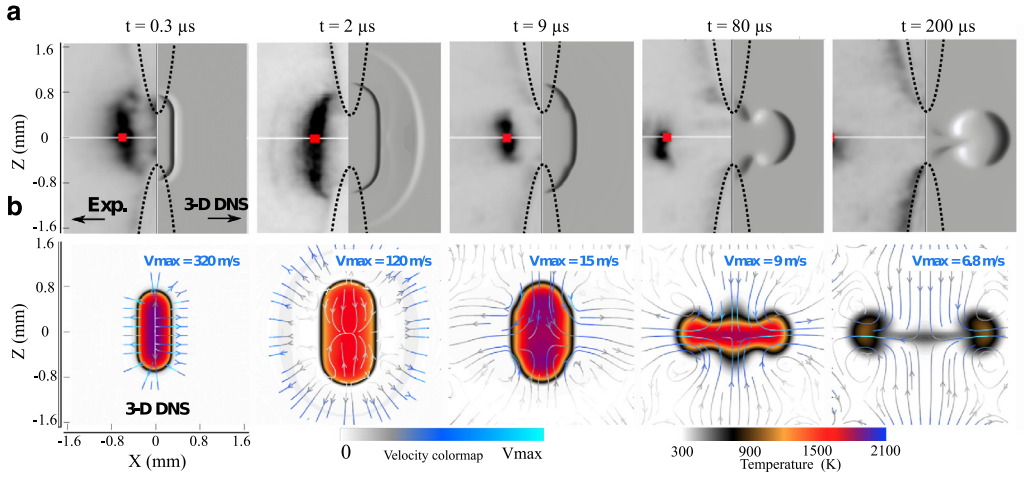 a
t = 0.3 µs
t = 2 µs
t = 9 µs
t = 80 µs
t = 200 µs
1.6
0.8
0
-0.8
-1.6
Z (mm)
Exp.
3-D DNS
b
1.6
0.8
0
-0.8
-1.6
Z (mm)
Vmax = 320 m/s
Vmax = 120 m/s
Vmax = 15 m/s
Vmax = 9 m/s
Vmax = 6.8 m/s
3-D DNS
-1.6 -0.8 0 0.8 1.6
X (mm)
0 Velocity colormap Vmax
300 900 1500 2100
Temperature (K)